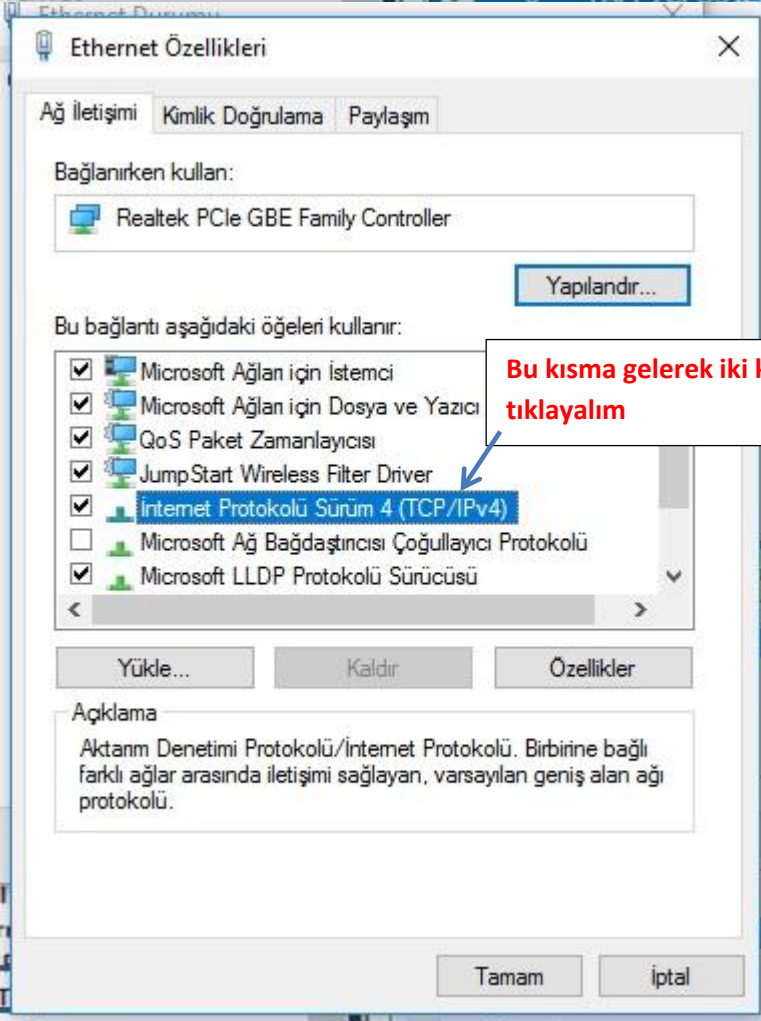 Ethernet Durumu
Ethernet Özellikleri
Ağ İletişimi Kimlik Doğrulama Paylaşım
Bağlanırken kullan:
Realtek PCIe GBE Family Controller
Yapılandır...
Bu bağlantı aşağıdaki öğeleri kullanır:
Microsoft Ağları için İstemci
Microsoft Ağları için Dosya ve Yazıcı
QoS Paket Zamanlayıcısı
JumpStart Wireless Filter Driver
İnternet Protokolü Sürüm 4 (TCP/IPv4)
Microsoft Ağ Bağdaştırıcısı Çoğullayıcı Protokolü
Microsoft LLDP Protokolü Sürücüsü
Bu kısma gelerek iki
tıklayalım
Yükle... Kaldır Özellikler
Açıklama
Aktarım Denetimi Protokolü/İnternet Protokolü. Birbirine bağlı
farklı ağlar arasında iletişimi sağlayan, varsayılan geniş alan ağı
protokolü.
Tamam İptal